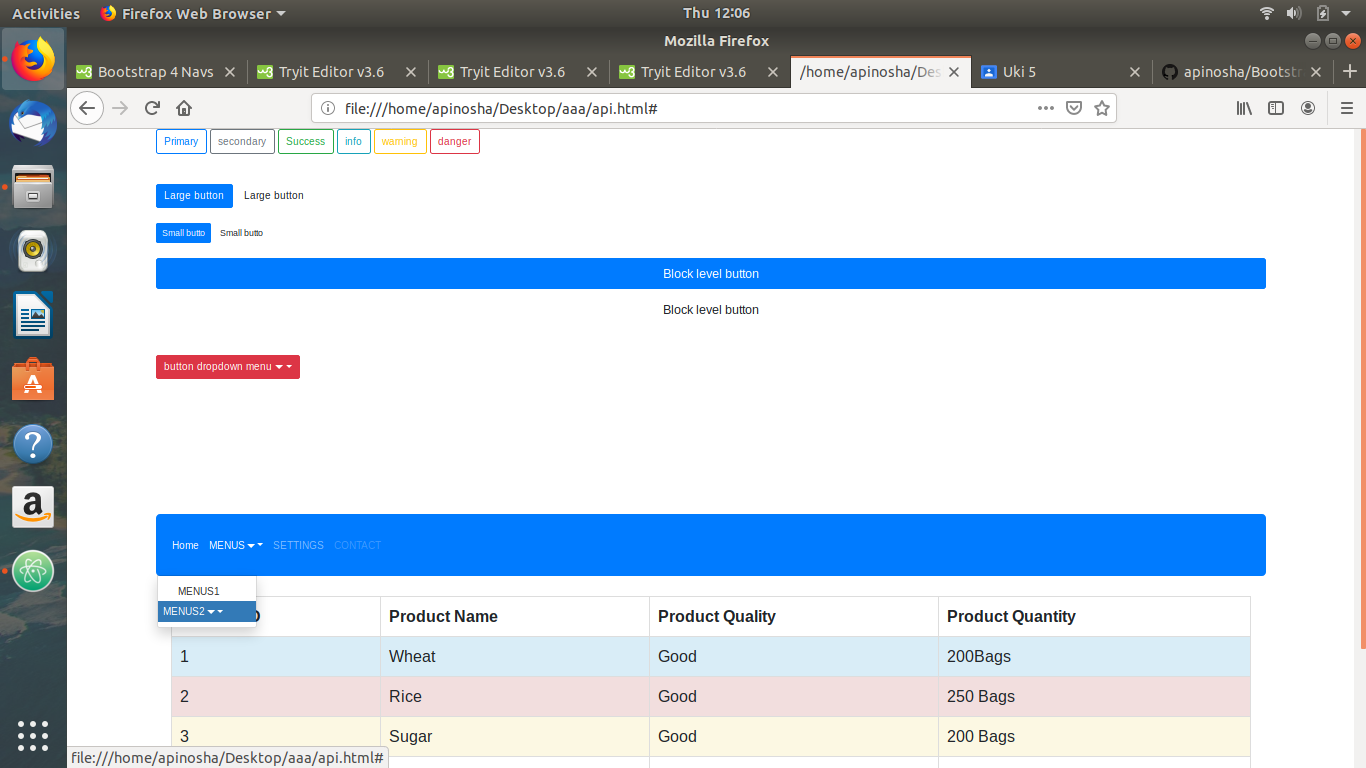 Activities Firefox Web Browser Thu 12:06
Mozilla Firefox
Bootstrap 4 Navs Tryit Editor v3.6 Tryit Editor v3.6 Tryit Editor v3.6 /home/apinosha/Des Uki 5 apinosha/Bootstr
file:///home/apinosha/Desktop/aaa/api.html#
Primary secondary Success info warning danger
Large button Large button
Small butto Small butto
Block level button
Block level button
button dropdown menu
Home MENUS SETTINGS CONTACT
MENUS1
MENUS2
D Product Name Product Quality Product Quantity
1 Wheat Good 200Bags
2 Rice Good 250 Bags
3 Sugar Good 200 Bags
file:///home/apinosha/Desktop/aaa/api.html#